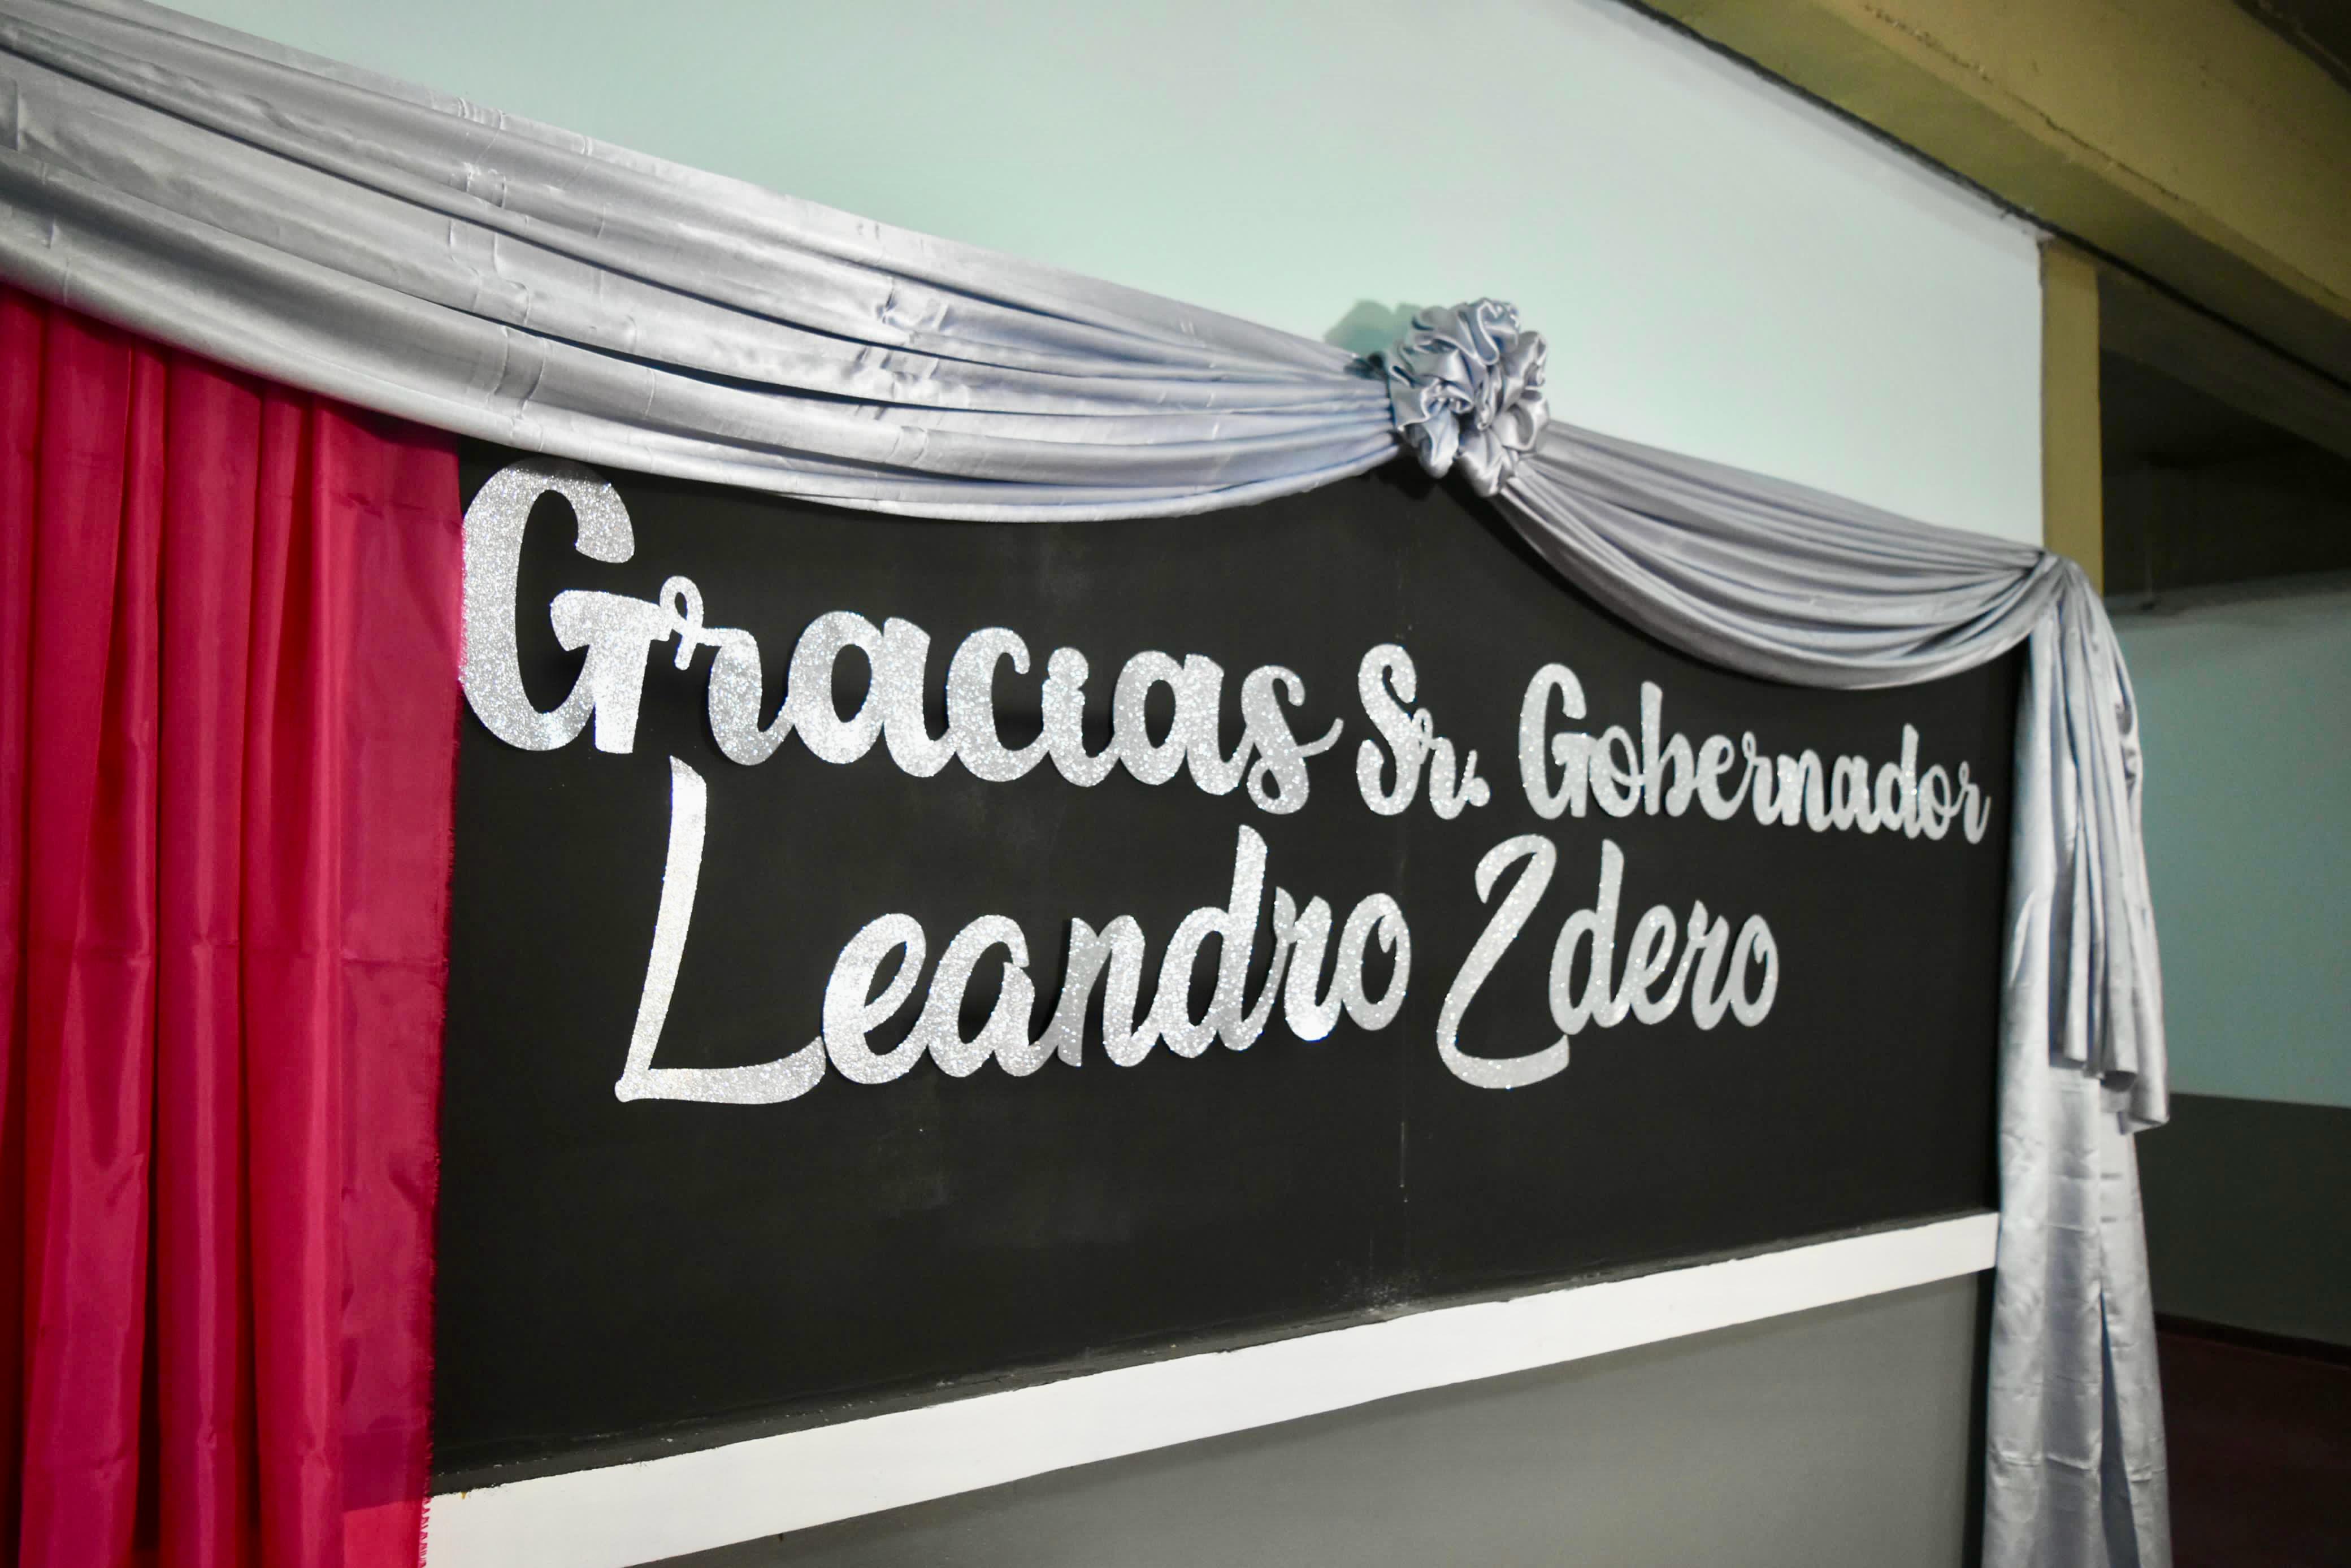 Gracias Sr. Gobernador
Leandro Zdero